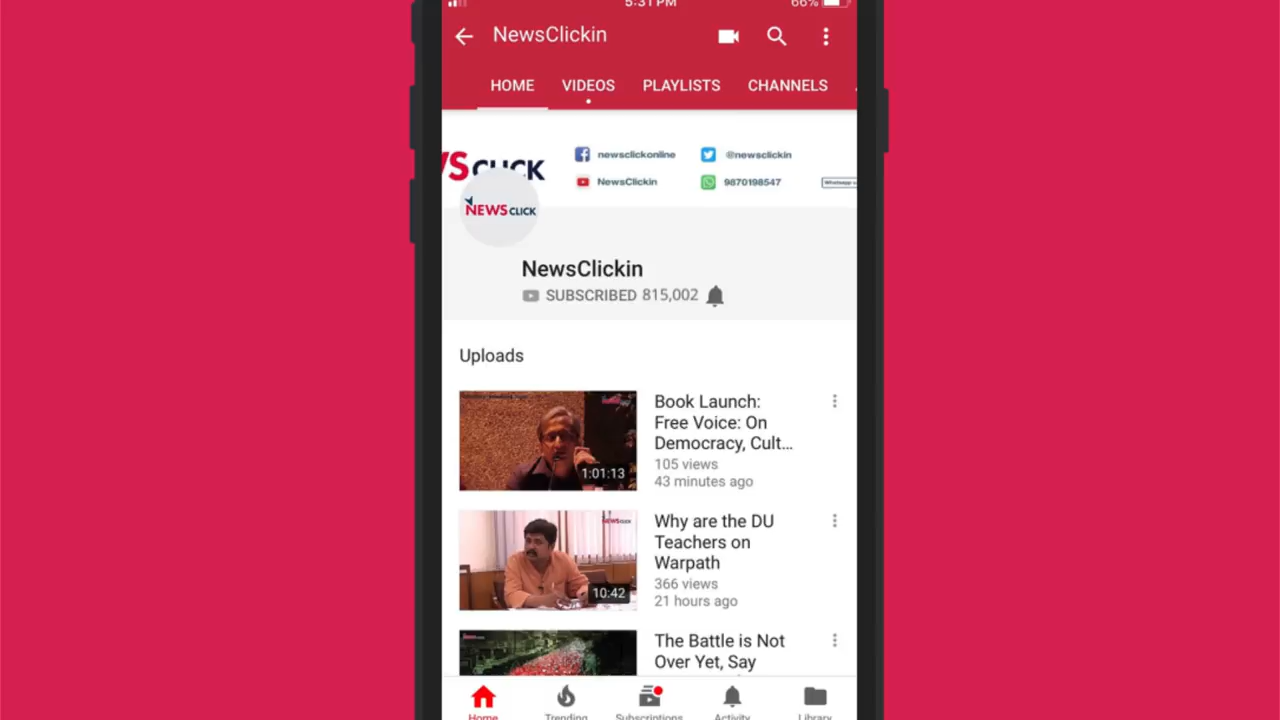 5:31 PM
66%
NewsClickin
HOME VIDEOS PLAYLISTS CHANNELS
newsclickonline @newsclickin
CLICK
NewsClickin 9870198547
NEWSCLICK
NewsClickin
SUBSCRIBED 815,002
Uploads
Book Launch:
Free Voice: On
Democracy, Cult...
105 views
43 minutes ago
1:01:13
Why are the DU
Teachers on
Warpath
366 views
21 hours ago
10:42
NEWSCLICK
The Battle is Not
Over Yet, Say
Home Trending Subscriptions Activity Library